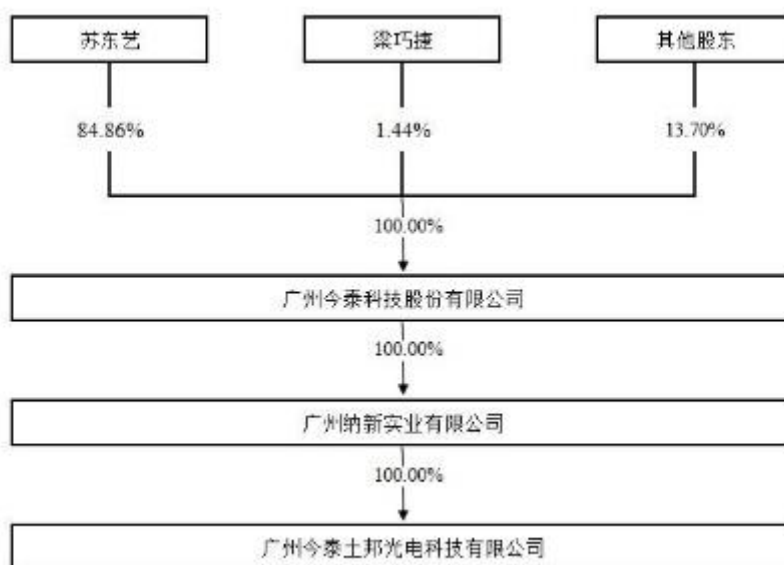 苏东艺
梁巧捷
其他股东
84.86%
1.44%
13.70%
100.00%
广州今泰科技股份有限公司
100.00%
广州纳新实业有限公司
100.00%
广州今泰土邦光电科技有限公司